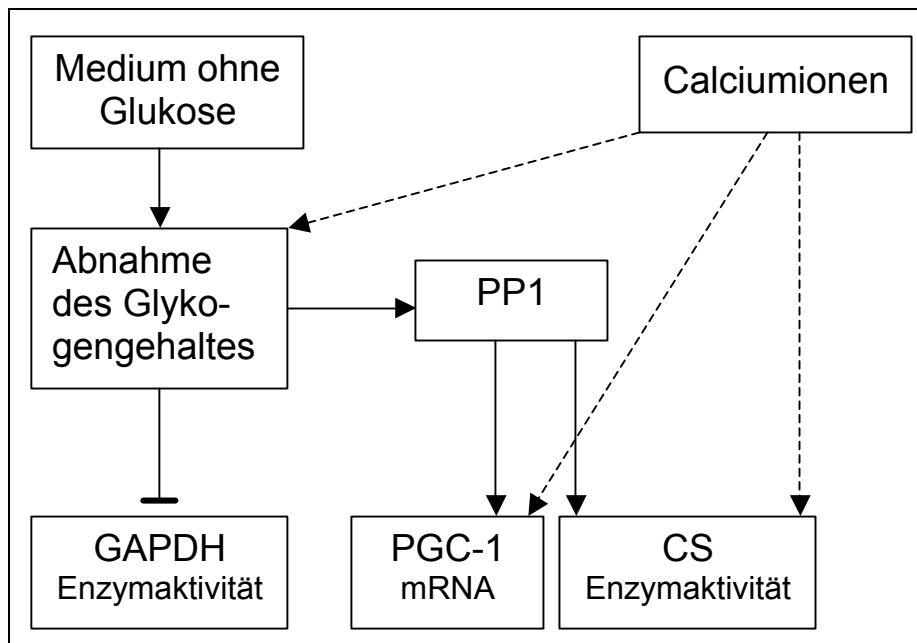 Medium ohne
Glukose
Calciumionen
Abnahme
des Glyko-
gengehaltes
PP1
GAPDH
Enzymaktivität
PGC-1
mRNA
CS
Enzymaktivität